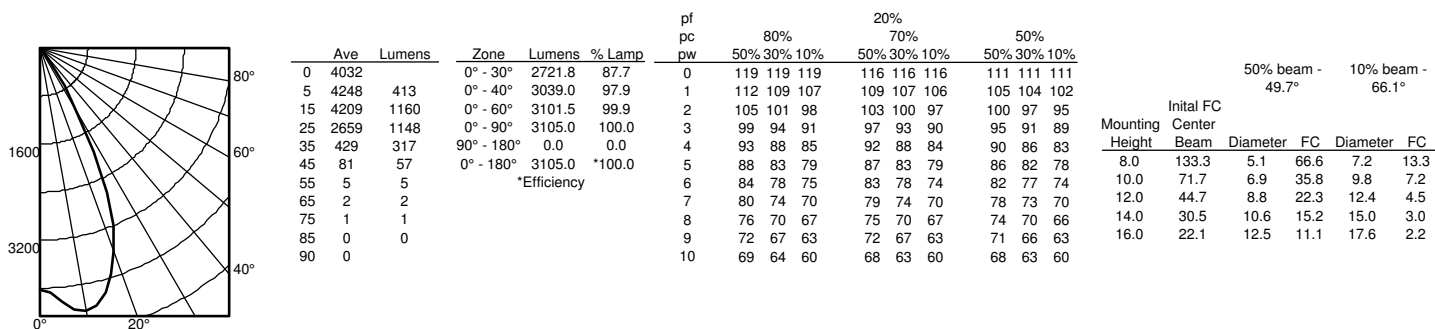 1600
3200
80°
60°
40°
0° 20°
Ave Lumens
0 4032
5 4248 413
15 4209 1160
25 2659 1148
35 429 317
45 81 57
55 5 5
65 2 2
75 1 1
85 0 0
90 0
Zone Lumens % Lamp
0° - 30° 2721.8 87.7
0° - 40° 3039.0 97.9
0° - 60° 3101.5 99.9
0° - 90° 3105.0 100.0
90° - 180° 0.0 0.0
0° - 180° 3105.0 *100.0
*Efficiency
pf 20%
pc 80% 70% 50%
pw 50% 30% 10% 50% 30% 10% 50% 30% 10%
0 119 119 119 116 116 116 111 111 111
1 112 109 107 109 107 106 105 104 102
2 105 101 98 103 100 97 100 97 95
3 99 94 91 97 93 90 95 91 89
4 93 88 85 92 88 84 90 86 83
5 88 83 79 87 83 79 86 82 78
6 84 78 75 83 78 74 82 77 74
7 80 74 70 79 74 70 78 73 70
8 76 70 67 75 70 67 74 70 66
9 72 67 63 72 67 63 71 66 63
10 69 64 60 68 63 60 68 63 60
50% beam - 10% beam -
49.7° 66.1°
Inital FC
Mounting Center
Height Beam Diameter FC Diameter FC
8.0 133.3 5.1 66.6 7.2 13.3
10.0 71.7 6.9 35.8 9.8 7.2
12.0 44.7 8.8 22.3 12.4 4.5
14.0 30.5 10.6 15.2 15.0 3.0
16.0 22.1 12.5 11.1 17.6 2.2